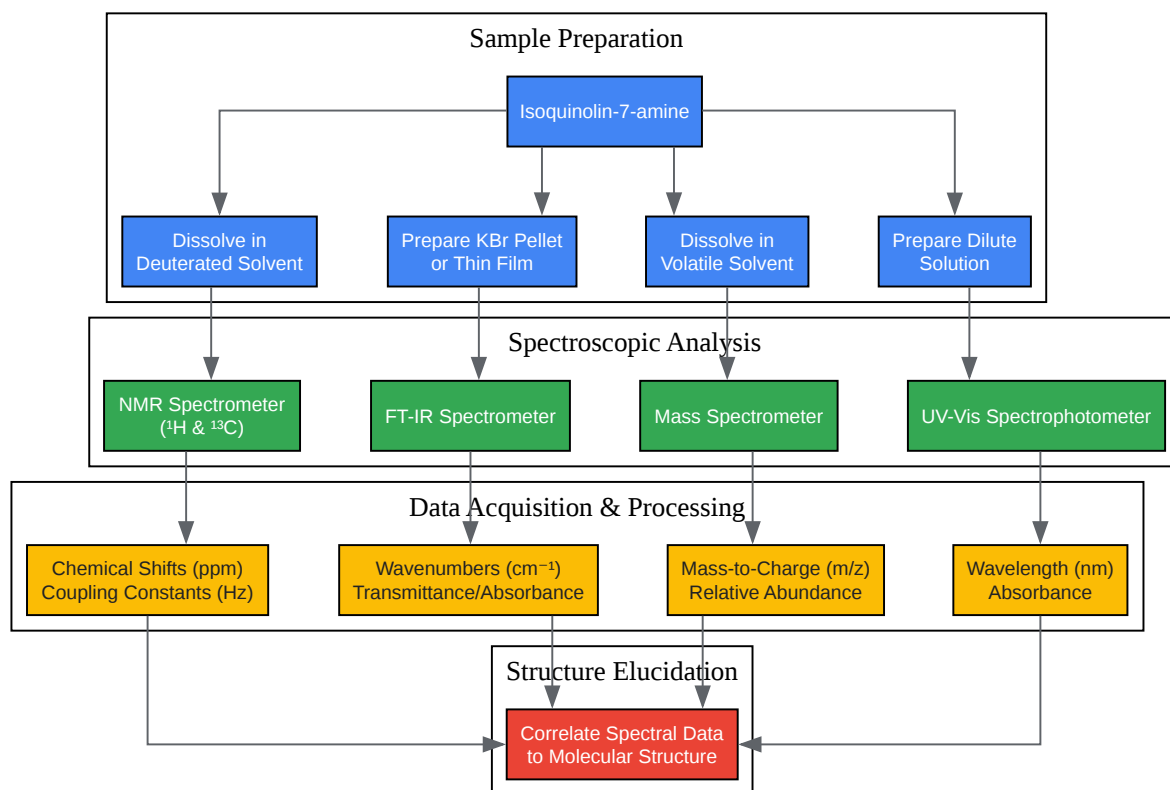 Sample Preparation
Isoquinolin-7-amine
Dissolve in
Deuterated Solvent
Prepare KBr Pellet
or Thin Film
Dissolve in
Volatile Solvent
Prepare Dilute
Solution
Spectroscopic Analysis
NMR Spectrometer
(¹H & ¹³C)
FT-IR Spectrometer
Mass Spectrometer
UV-Vis Spectrophotometer
Data Acquisition & Processing
Chemical Shifts (ppm)
Coupling Constants (Hz)
Wavenumbers (cm⁻¹)
Transmittance/Absorbance
Mass-to-Charge (m/z)
Relative Abundance
Wavelength (nm)
Absorbance
Structure Elucidation
Correlate Spectral Data
to Molecular Structure